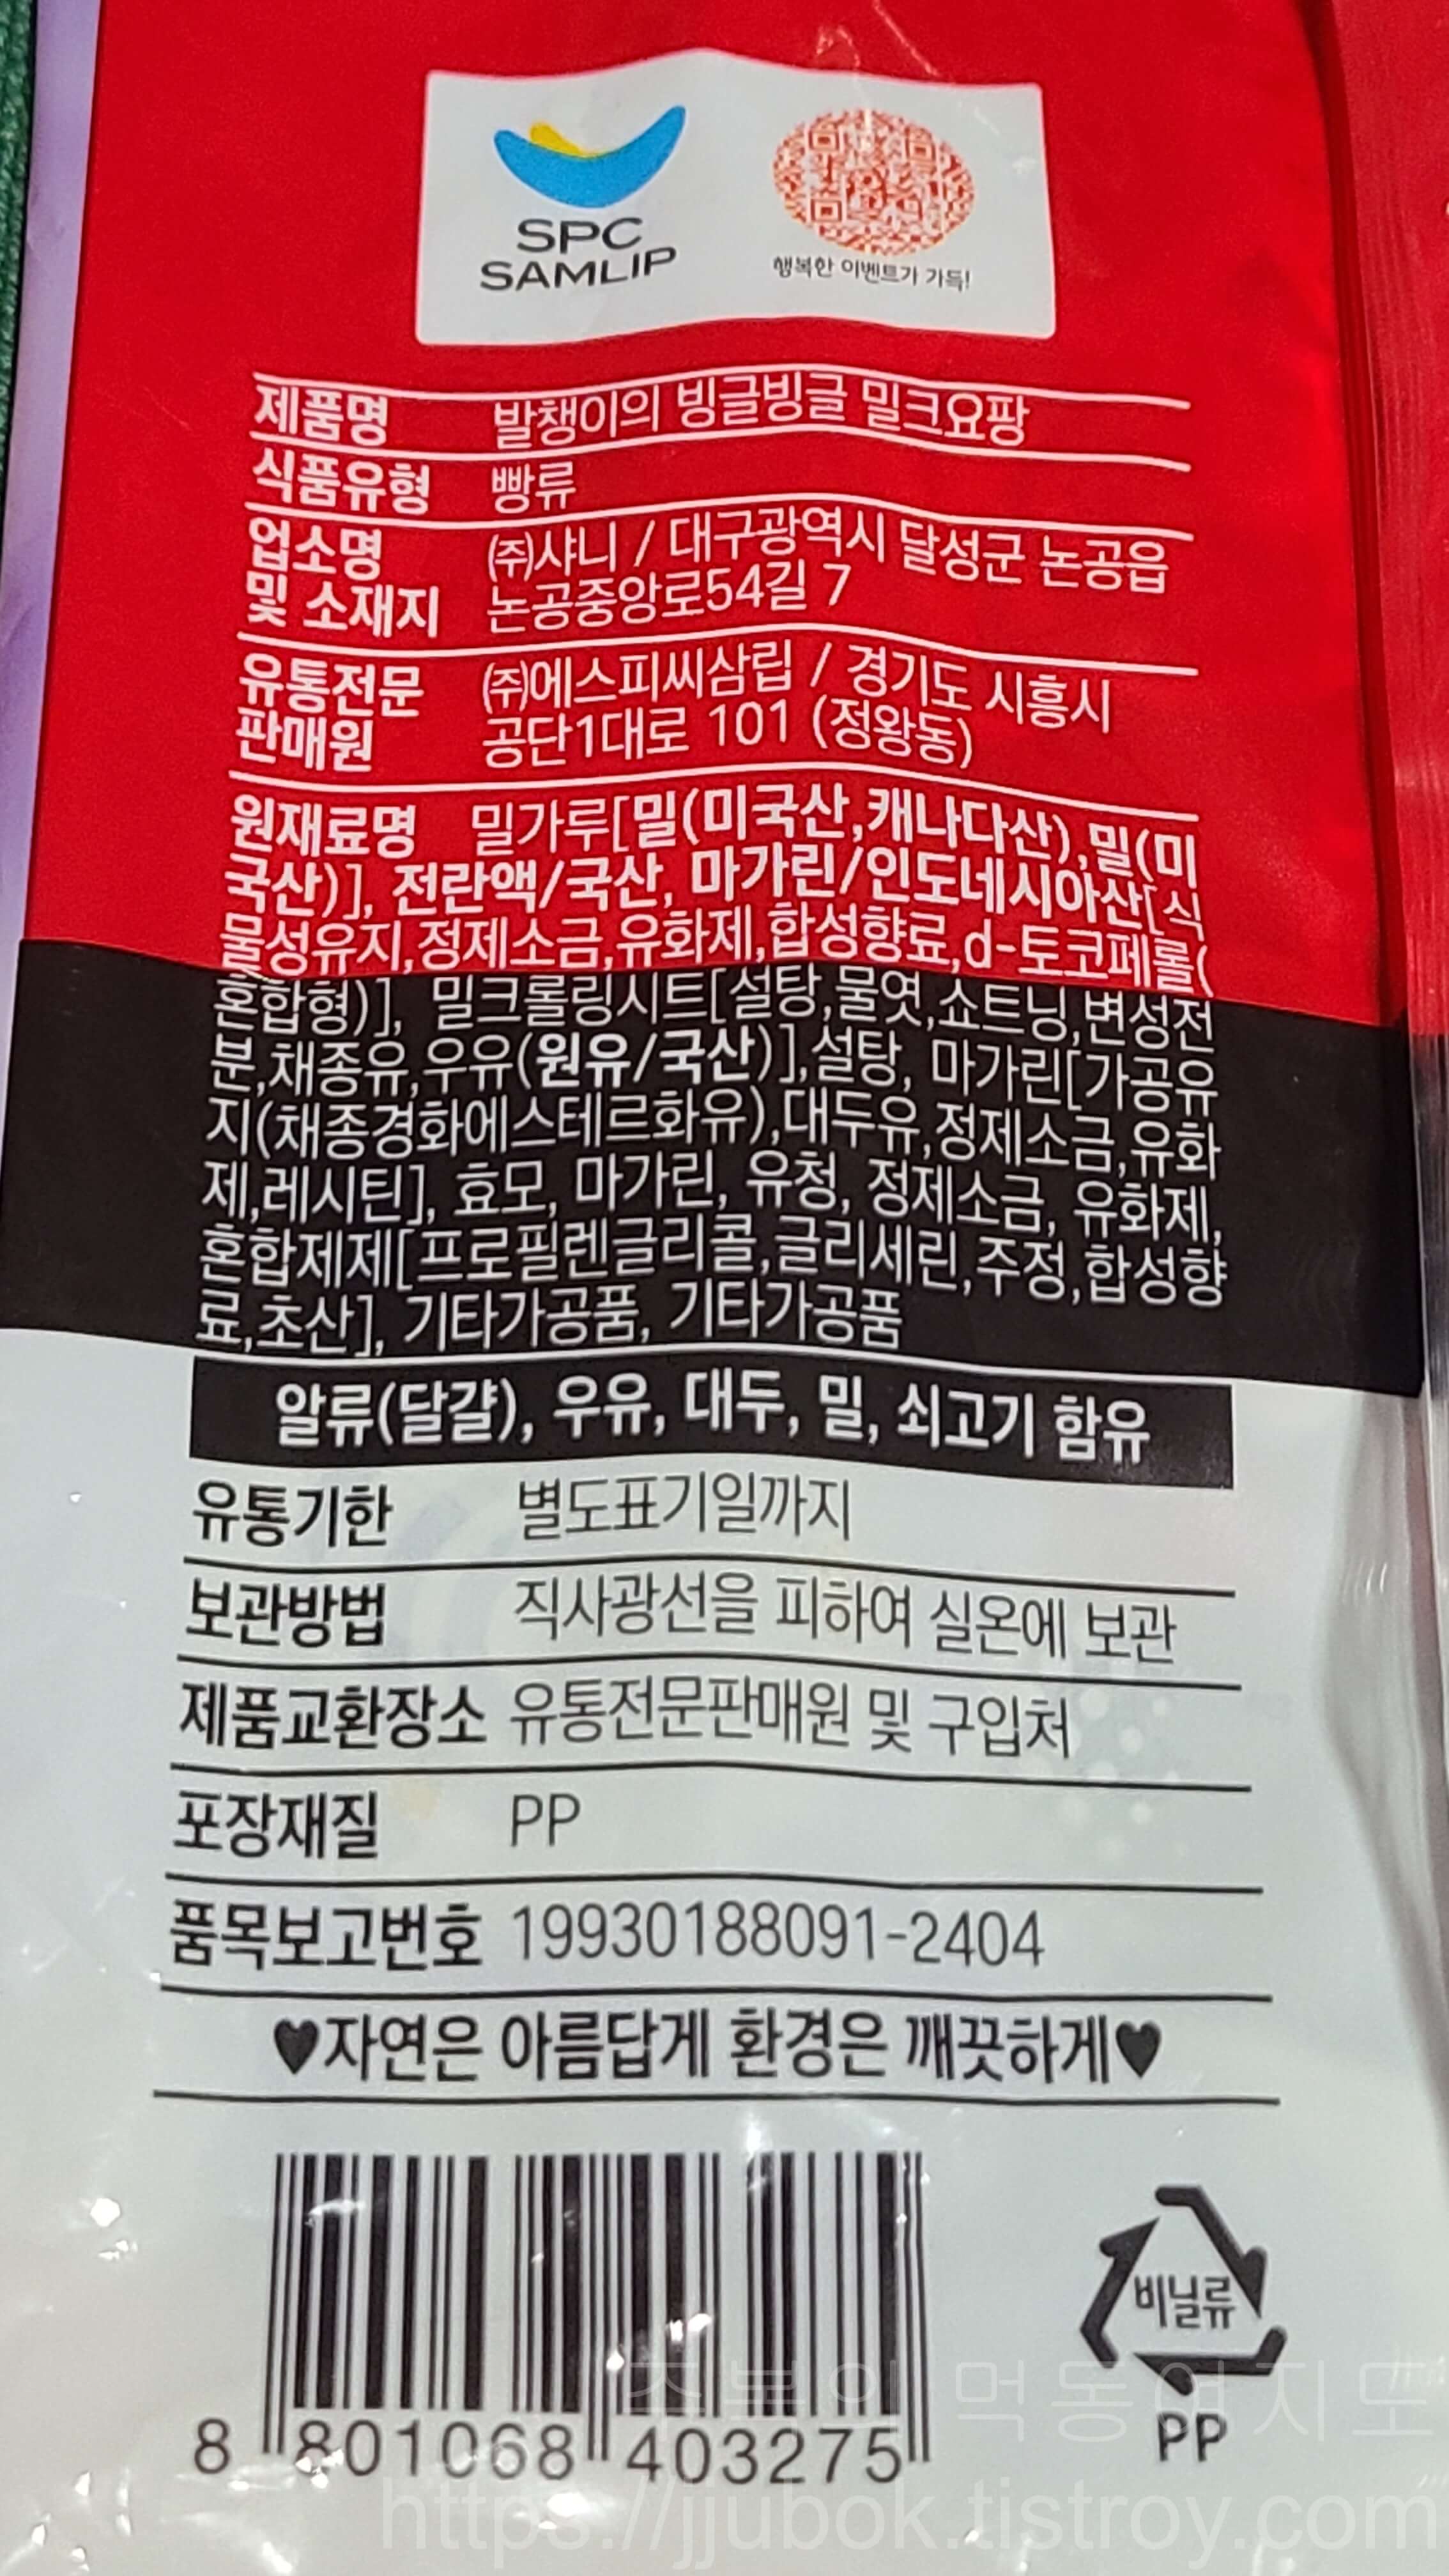 SPC
SAMLIP
행복한 이벤트가 가득!
제품명 발챙이의 빙글빙글 밀크요팡
식품유형 빵류
업소명 및 소재지 ㈜샤니 / 대구광역시 달성군 논공읍
논공중앙로54길 7
유통전문 판매원 ㈜에스피씨삼립 / 경기도 시흥시
공단1대로 101 (정왕동)
원재료명 밀가루[밀(미국산,캐나다산),밀(미
국산)], 전란액/국산, 마가린/인도네시아산[식
물성유지,정제소금,유화제,합성향료,d-토코페롤(
혼합형)], 밀크롤링시트[설탕,물엿,쇼트닝,변성전
분,채종유,우유(원유/국산)],설탕, 마가린[가공유
지(채종경화에스테르화유),대두유,정제소금,유화
제,레시틴], 효모, 마가린, 유청, 정제소금, 유화제,
혼합제제[프로필렌글리콜,글리세린,주정,합성향
료,초산], 기타가공품, 기타가공품
알류(달걀), 우유, 대두, 밀, 쇠고기 함유
유통기한 별도표기일까지
보관방법 직사광선을 피하여 실온에 보관
제품교환장소 유통전문판매원 및 구입처
포장재질 PP
품목보고번호 19930188091-2404
♥자연은 아름답게 환경은 깨끗하게♥
8 801068 403275
비닐류
PP
쭈복의 먹동여지도
https://jjubok.tistroy.com